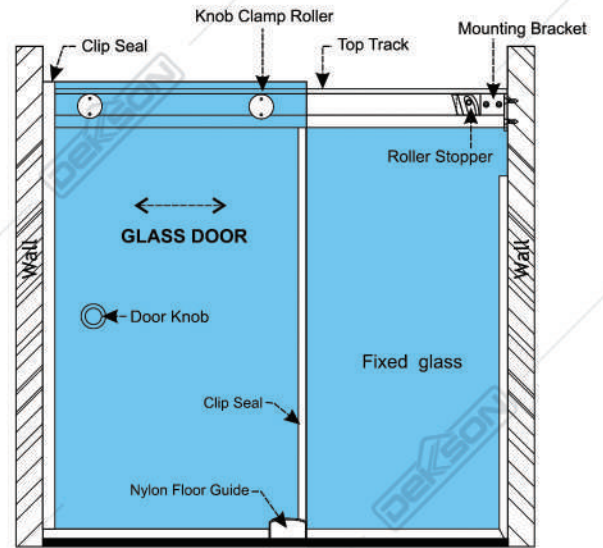 Knob Clamp Roller
Clip Seal
Top Track
Mounting Bracket
DEKSON
Roller Stopper
GLASS DOOR
Wall
Wall
Door Knob
Fixed glass
Clip Seal
DEKSON
Nylon Floor Guide